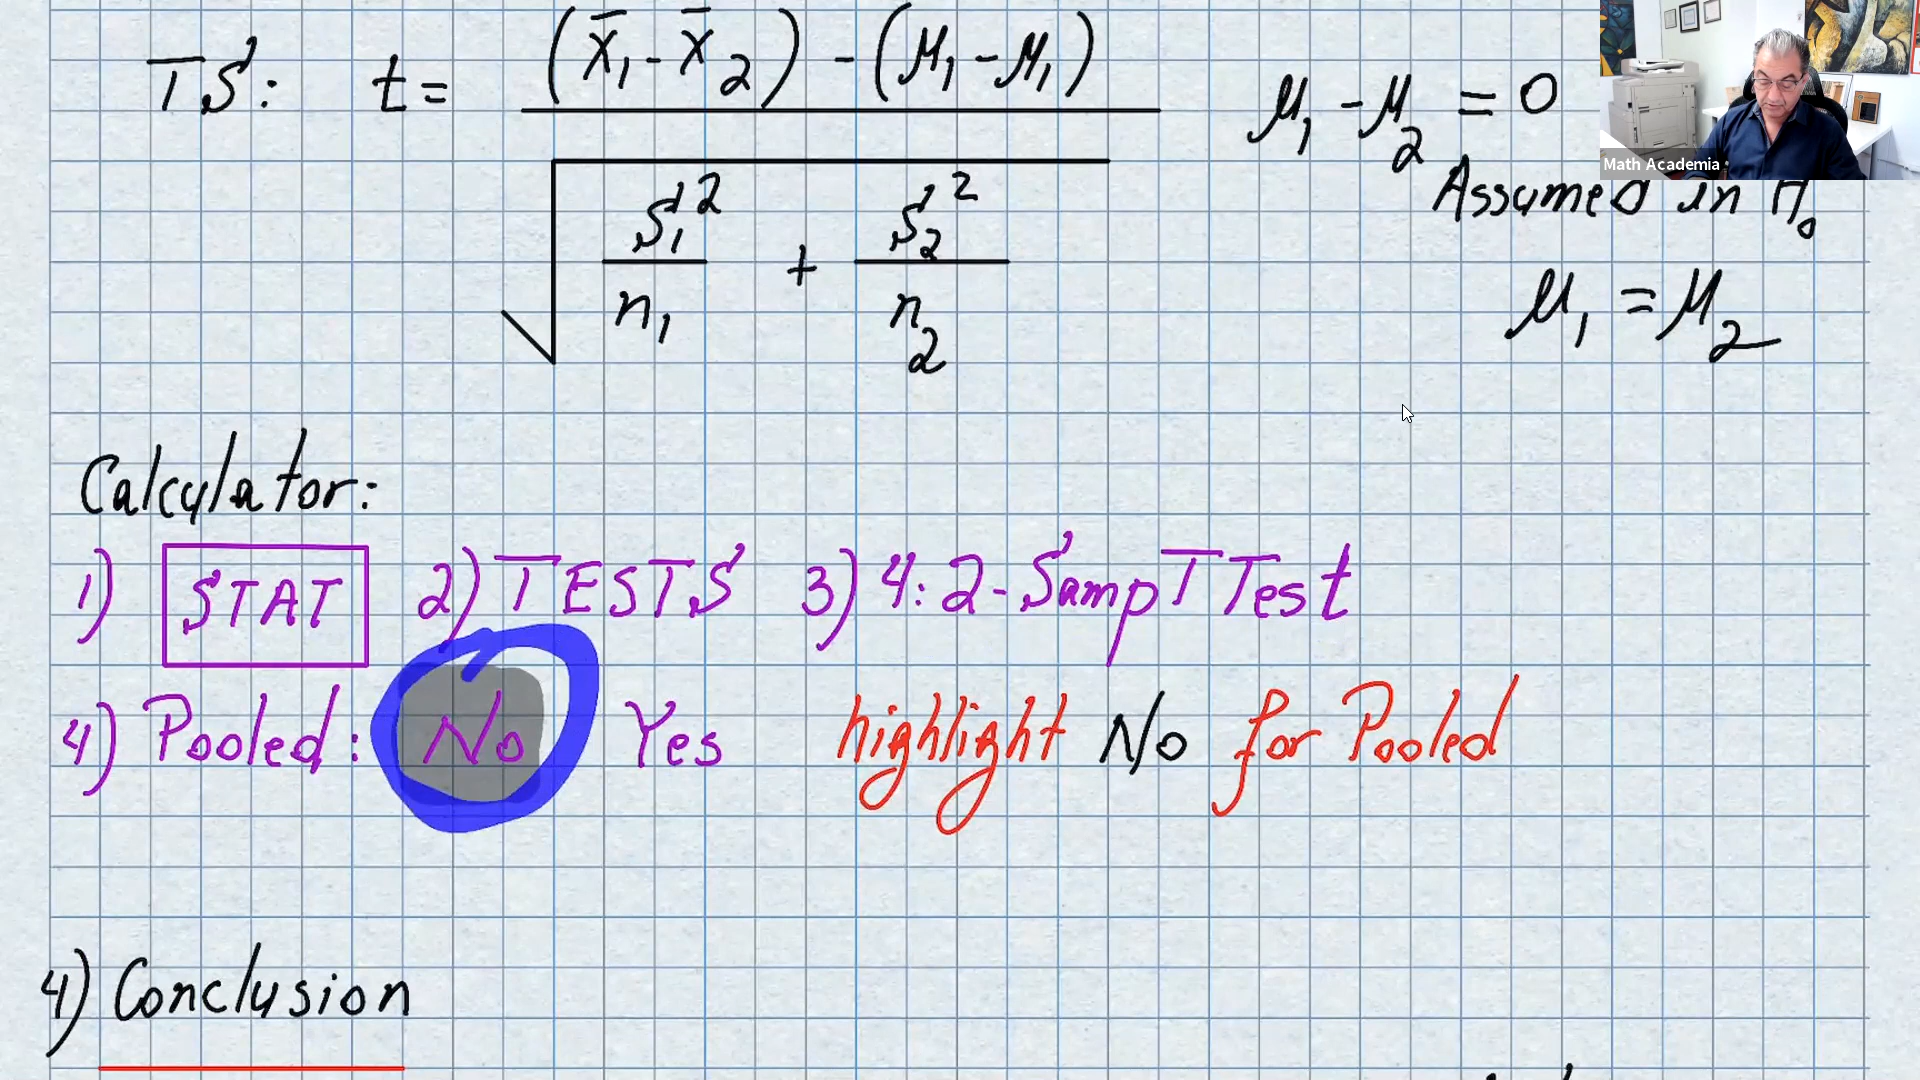 TS: t = (x̄₁ - x̄₂) - (μ₁ - μ₁)
√ S₁²/n₁ + S₂²/n₂
μ₁ - μ₂ = 0
Math Academia
Assumed in H₀
μ₁ = μ₂
Calculator:
1) STAT 2) TESTS 3) 4: 2-SampTTest
4) Pooled: No Yes highlight No for Pooled
4) Conclusion